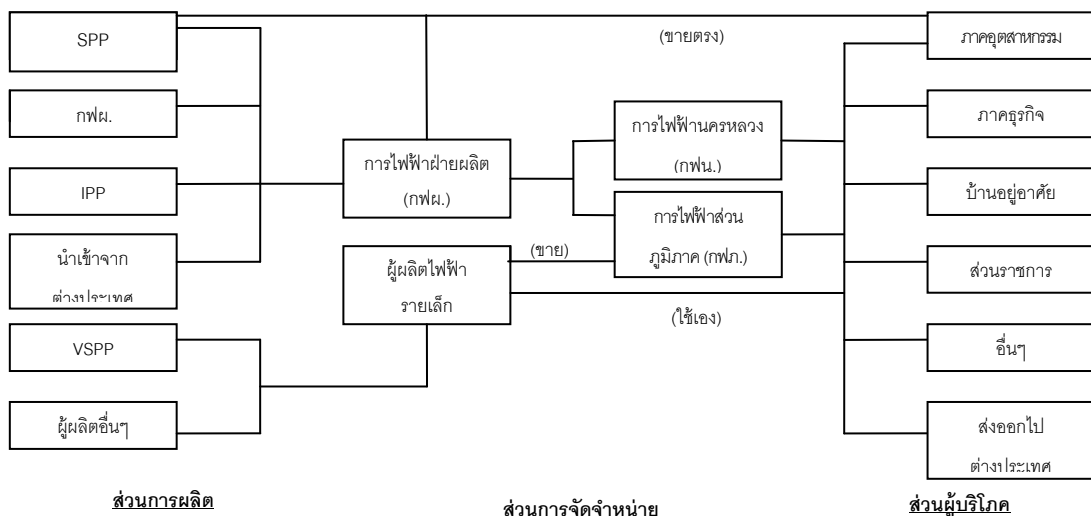 SPP
กฟผ.
IPP
นำเข้าจาก
ต่างประเทศ
VSPP
ผู้ผลิตอื่นๆ
ส่วนการผลิต
(ขายตรง)
การไฟฟ้าฝ่ายผลิต
(กฟผ.)
การไฟฟ้านครหลวง
(กฟน.)
การไฟฟ้าส่วน
ภูมิภาค (กฟภ.)
(ขาย)
ผู้ผลิตไฟฟ้า
รายเล็ก
(ใช้เอง)
ส่วนการจัดจำหน่าย
ภาคอุตสาหกรรม
ภาคธุรกิจ
บ้านอยู่อาศัย
ส่วนราชการ
อื่นๆ
ส่งออกไป
ต่างประเทศ
ส่วนผู้บริโภค